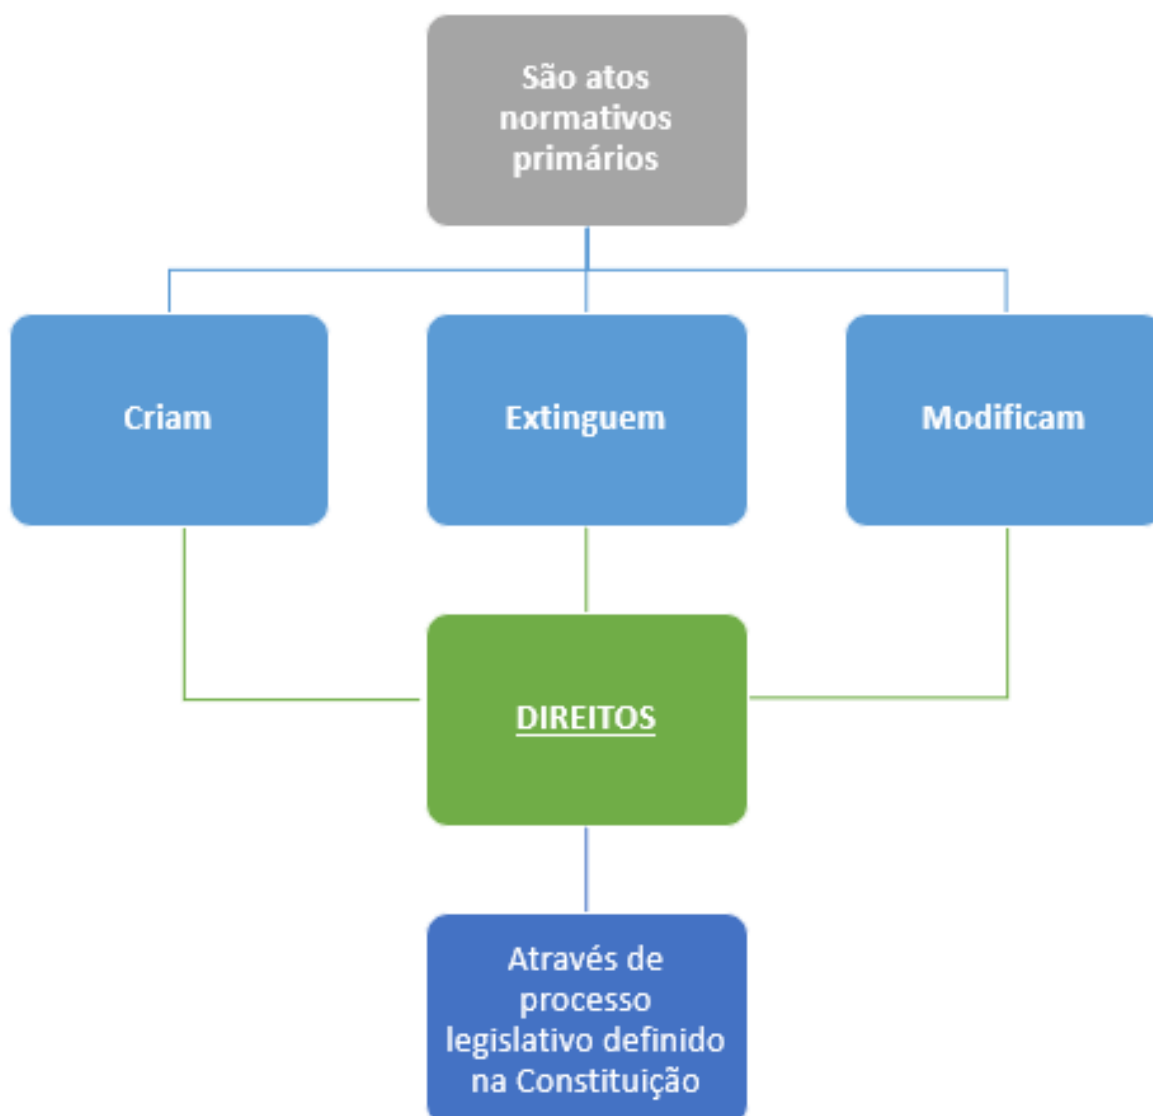 São atos
normativos
primários
Criam
Extinguem
Modificam
DIREITOS
Através de
processo
legislativo definido
na Constituição